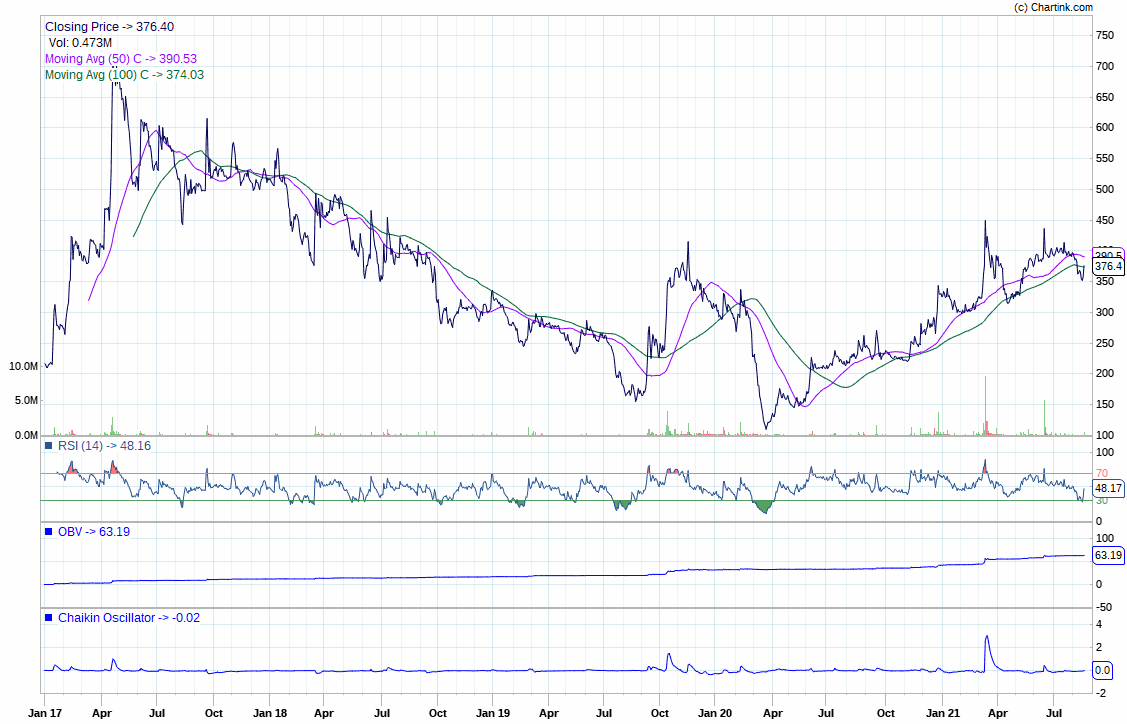 (c) Chartink.com
Closing Price -> 376.40
Vol: 0.473M
Moving Avg (50) C -> 390.53
Moving Avg (100) C -> 374.03
750
700
650
600
550
500
450
390.5
376.4
350
300
250
200
150
100
10.0M
5.0M
0.0M
RSI (14) -> 48.16
100
70
48.17
30
0
OBV -> 63.19
100
63.19
0
-50
Chaikin Oscillator -> -0.02
4
2
0.0
-2
Jan 17 Apr Jul Oct Jan 18 Apr Jul Oct Jan 19 Apr Jul Oct Jan 20 Apr Jul Oct Jan 21 Apr Jul